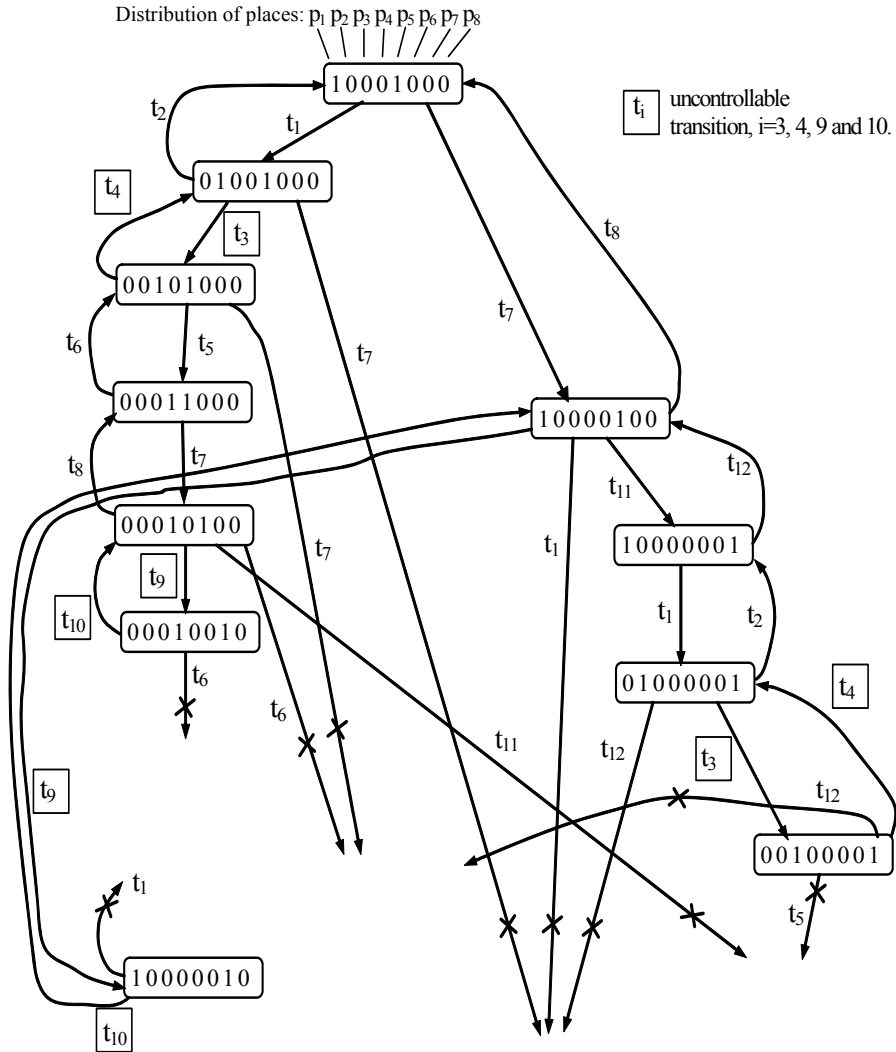 Distribution of places: p1 p2 p3 p4 p5 p6 p7 p8
10001000
ti uncontrollable
transition, i=3, 4, 9 and 10.
t2
t1
01001000
t4
t3
t8
00101000
t7
t6
t5
t7
00011000
10000100
t8
t7
t12
t11
00010100
t7
t1
10000001
t9
t10
00010010
t1
t2
t6
01000001
t4
t6
t11
t12
t3
t9
t12
00100001
t1
t5
10000010
t10